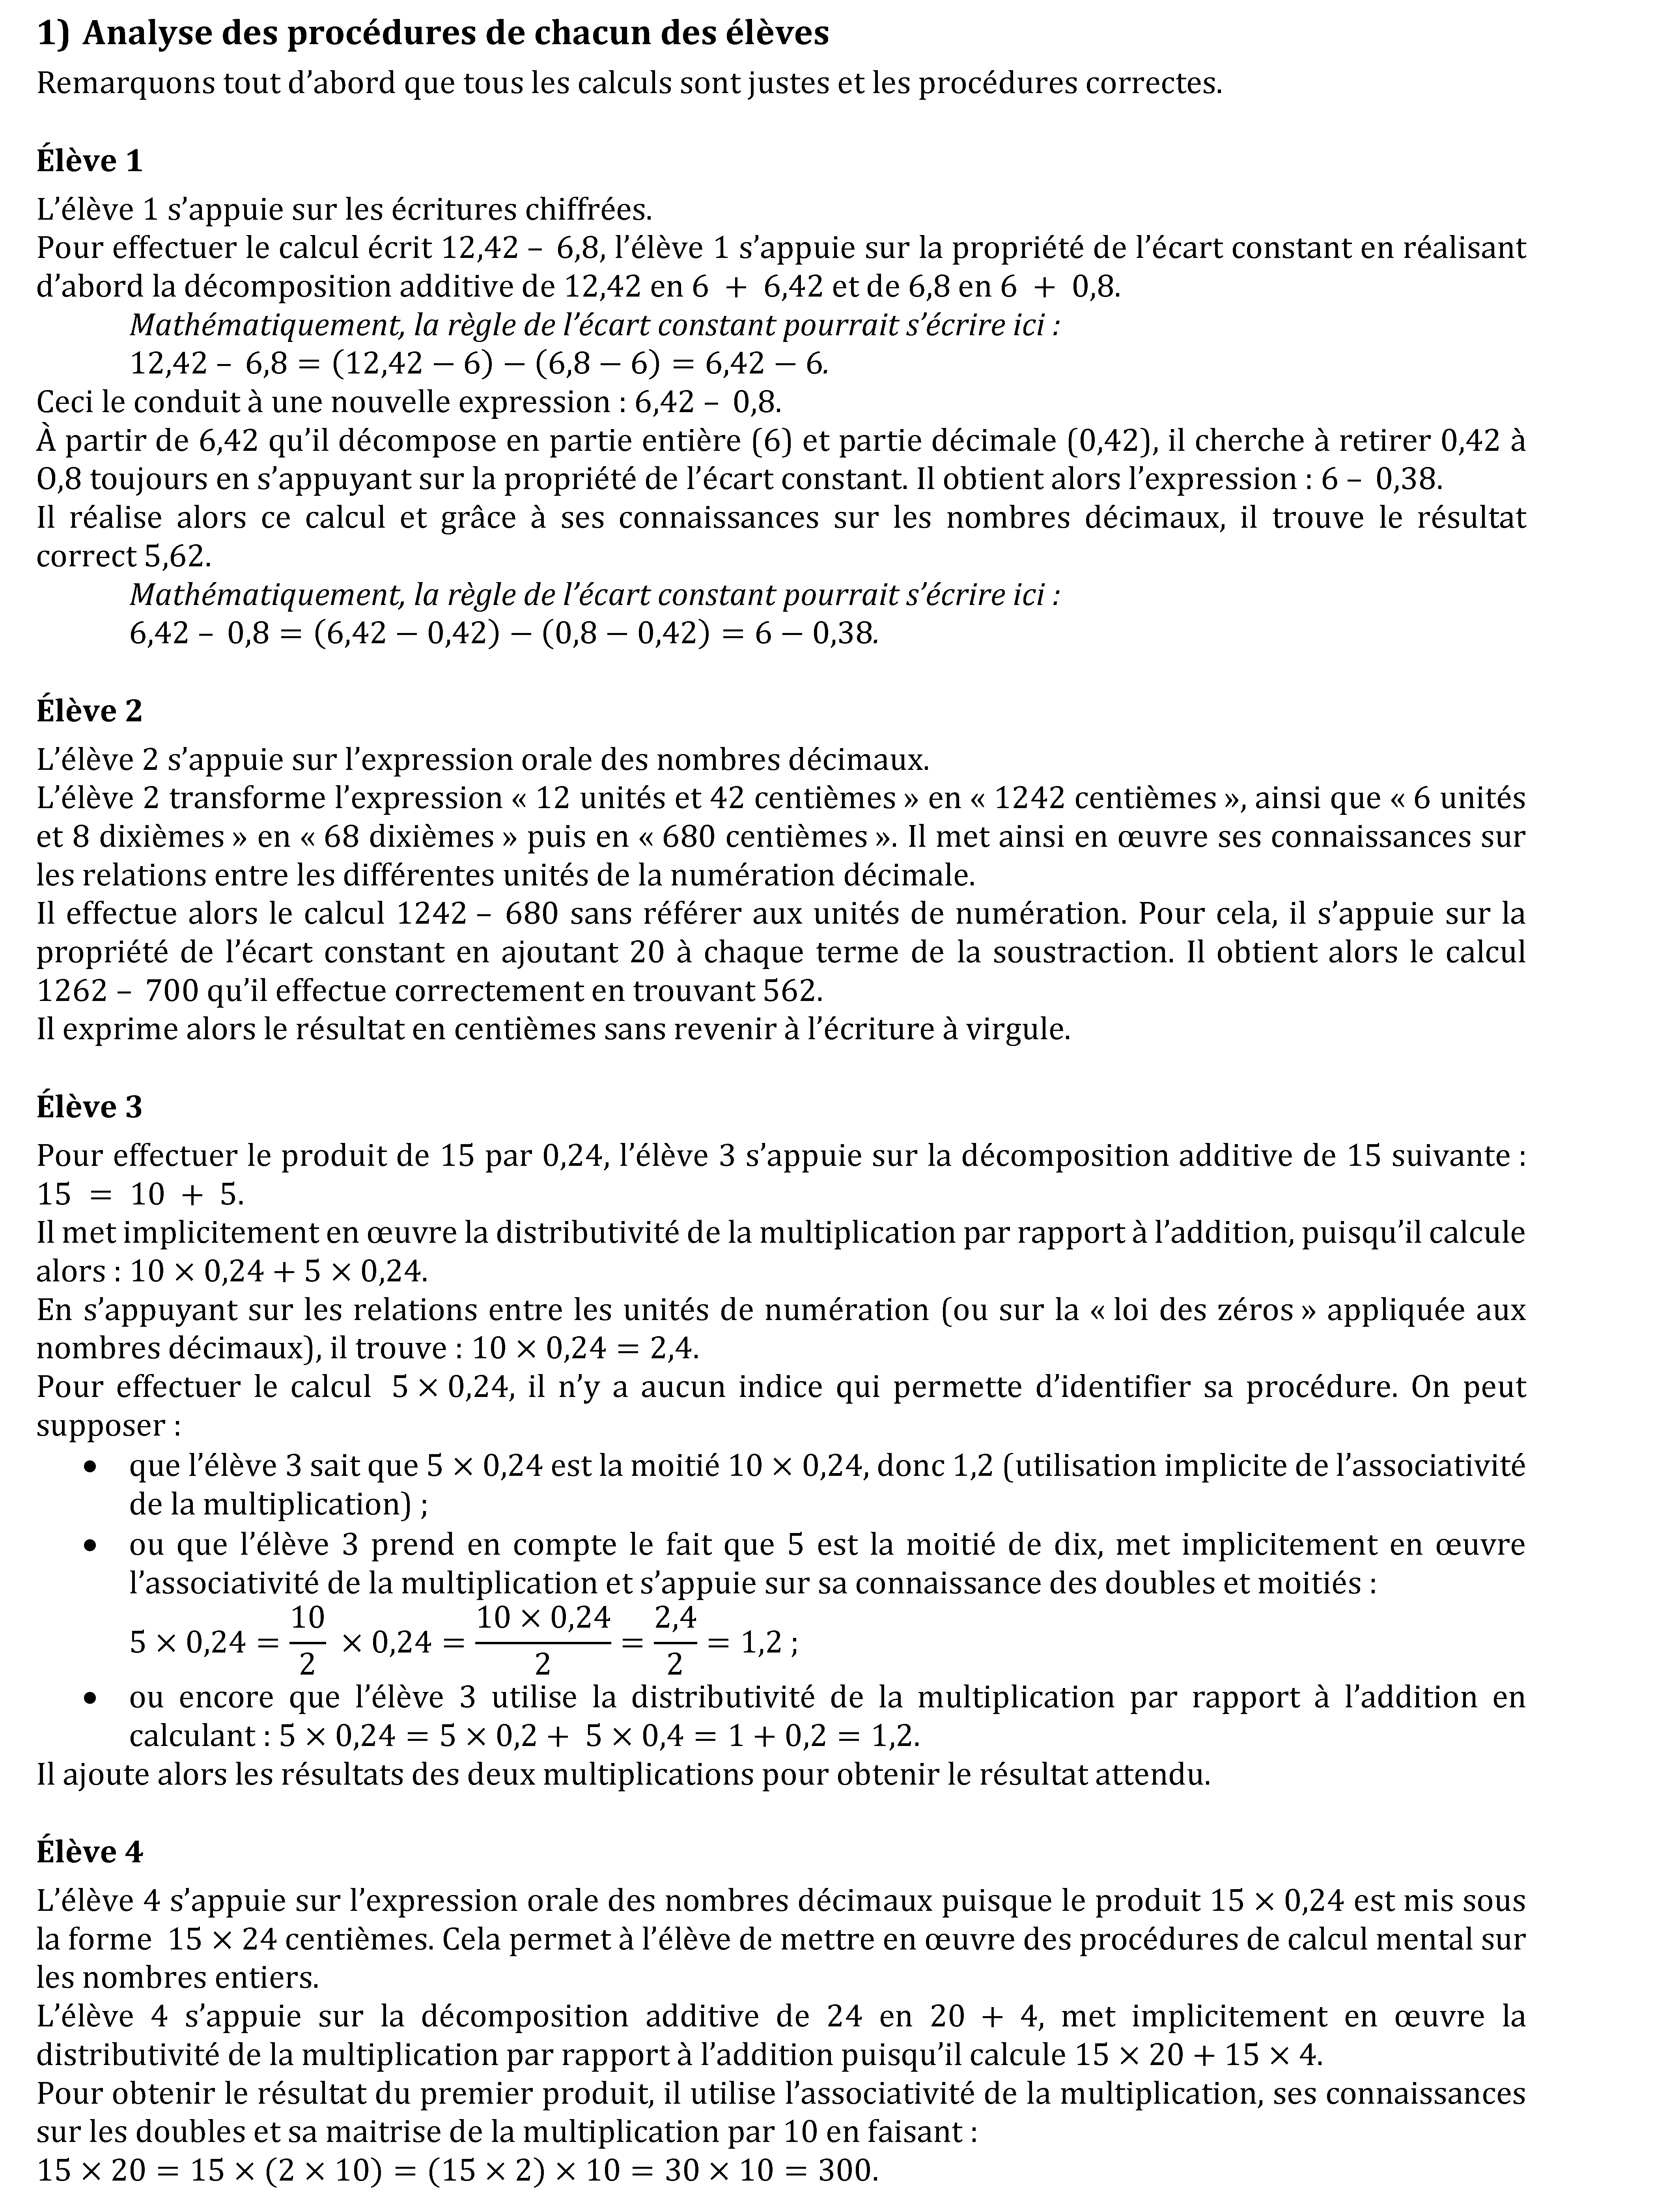 1) Analyse des procédures de chacun des élèves
Remarquons tout d’abord que tous les calculs sont justes et les procédures correctes.
Élève 1
L’élève 1 s’appuie sur les écritures chiffrées.
Pour effectuer le calcul écrit 12,42 – 6,8, l’élève 1 s’appuie sur la propriété de l’écart constant en réalisant
d’abord la décomposition additive de 12,42 en 6 + 6,42 et de 6,8 en 6 + 0,8.
Mathématiquement, la règle de l’écart constant pourrait s’écrire ici :
12,42 – 6,8 = (12,42 − 6) − (6,8 − 6) = 6,42 − 6.
Ceci le conduit à une nouvelle expression : 6,42 – 0,8.
À partir de 6,42 qu’il décompose en partie entière (6) et partie décimale (0,42), il cherche à retirer 0,42 à
O,8 toujours en s’appuyant sur la propriété de l’écart constant. Il obtient alors l’expression : 6 – 0,38.
Il réalise alors ce calcul et grâce à ses connaissances sur les nombres décimaux, il trouve le résultat
correct 5,62.
Mathématiquement, la règle de l’écart constant pourrait s’écrire ici :
6,42 – 0,8 = (6,42 − 0,42) − (0,8 − 0,42) = 6 − 0,38.
Élève 2
L’élève 2 s’appuie sur l’expression orale des nombres décimaux.
L’élève 2 transforme l’expression « 12 unités et 42 centièmes » en « 1242 centièmes », ainsi que « 6 unités
et 8 dixièmes » en « 68 dixièmes » puis en « 680 centièmes ». Il met ainsi en œuvre ses connaissances sur
les relations entre les différentes unités de la numération décimale.
Il effectue alors le calcul 1242 – 680 sans référer aux unités de numération. Pour cela, il s’appuie sur la
propriété de l’écart constant en ajoutant 20 à chaque terme de la soustraction. Il obtient alors le calcul
1262 – 700 qu’il effectue correctement en trouvant 562.
Il exprime alors le résultat en centièmes sans revenir à l’écriture à virgule.
Élève 3
Pour effectuer le produit de 15 par 0,24, l’élève 3 s’appuie sur la décomposition additive de 15 suivante :
15 = 10 + 5.
Il met implicitement en œuvre la distributivité de la multiplication par rapport à l’addition, puisqu’il calcule
alors : 10 × 0,24 + 5 × 0,24.
En s’appuyant sur les relations entre les unités de numération (ou sur la « loi des zéros » appliquée aux
nombres décimaux), il trouve : 10 × 0,24 = 2,4.
Pour effectuer le calcul 5 × 0,24, il n’y a aucun indice qui permette d’identifier sa procédure. On peut
supposer :
• que l’élève 3 sait que 5 × 0,24 est la moitié 10 × 0,24, donc 1,2 (utilisation implicite de l’associativité
de la multiplication) ;
• ou que l’élève 3 prend en compte le fait que 5 est la moitié de dix, met implicitement en œuvre
l’associativité de la multiplication et s’appuie sur sa connaissance des doubles et moitiés :
5 × 0,24 = 10/2 × 0,24 = (10 × 0,24)/2 = 2,4/2 = 1,2 ;
• ou encore que l’élève 3 utilise la distributivité de la multiplication par rapport à l’addition en
calculant : 5 × 0,24 = 5 × 0,2 + 5 × 0,4 = 1 + 0,2 = 1,2.
Il ajoute alors les résultats des deux multiplications pour obtenir le résultat attendu.
Élève 4
L’élève 4 s’appuie sur l’expression orale des nombres décimaux puisque le produit 15 × 0,24 est mis sous
la forme 15 × 24 centièmes. Cela permet à l’élève de mettre en œuvre des procédures de calcul mental sur
les nombres entiers.
L’élève 4 s’appuie sur la décomposition additive de 24 en 20 + 4, met implicitement en œuvre la
distributivité de la multiplication par rapport à l’addition puisqu’il calcule 15 × 20 + 15 × 4.
Pour obtenir le résultat du premier produit, il utilise l’associativité de la multiplication, ses connaissances
sur les doubles et sa maitrise de la multiplication par 10 en faisant :
15 × 20 = 15 × (2 × 10) = (15 × 2) × 10 = 30 × 10 = 300.